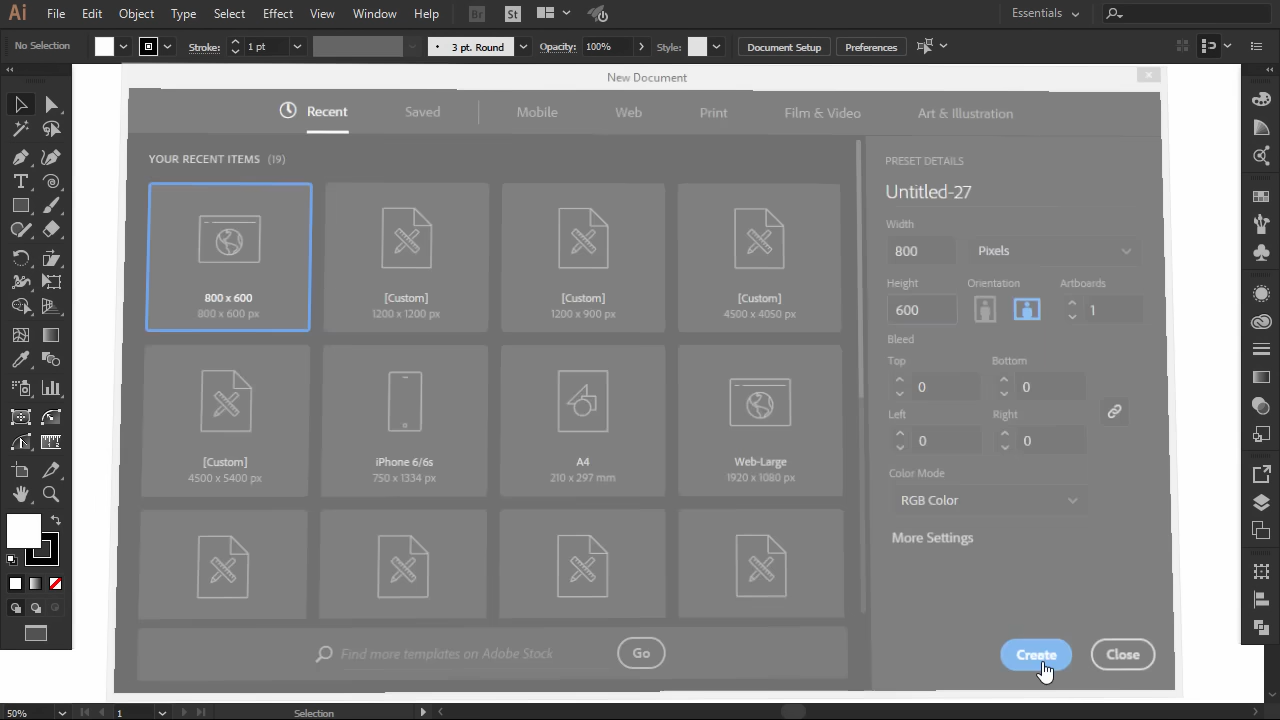 Ai File Edit Object Type Select Effect View Window Help Br St Essentials
No Selection Stroke: 1 pt 3 pt. Round Opacity: 100% Style: Document Setup Preferences
New Document
Recent Saved Mobile Web Print Film & Video Art & Illustration
YOUR RECENT ITEMS (19)
800 x 600 [Custom] [Custom] [Custom]
800 x 600 px 1200 x 1200 px 1200 x 900 px 4500 x 4050 px
[Custom] iPhone 6/6s A4 Web-Large
4500 x 5400 px 750 x 1334 px 210 x 297 mm 1920 x 1080 px
Find more templates on Adobe Stock Go
PRESET DETAILS
Untitled-27
Width
800 Pixels
Height Orientation Artboards
600 1
Bleed
Top Bottom
0 0
Left Right
0 0
Color Mode
RGB Color
More Settings
Create Close
50% 1 Selection